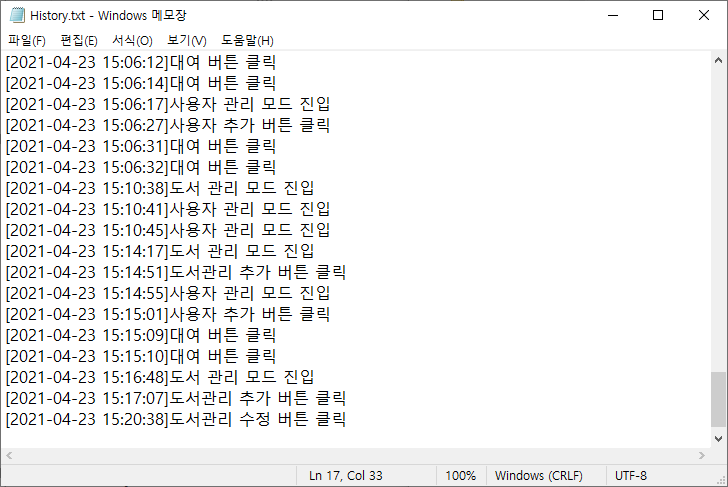 History.txt - Windows 메모장
파일(F) 편집(E) 서식(O) 보기(V) 도움말(H)
[2021-04-23 15:06:12]대여 버튼 클릭
[2021-04-23 15:06:14]대여 버튼 클릭
[2021-04-23 15:06:17]사용자 관리 모드 진입
[2021-04-23 15:06:27]사용자 추가 버튼 클릭
[2021-04-23 15:06:31]대여 버튼 클릭
[2021-04-23 15:06:32]대여 버튼 클릭
[2021-04-23 15:10:38]도서 관리 모드 진입
[2021-04-23 15:10:41]사용자 관리 모드 진입
[2021-04-23 15:10:45]사용자 관리 모드 진입
[2021-04-23 15:14:17]도서 관리 모드 진입
[2021-04-23 15:14:51]도서관리 추가 버튼 클릭
[2021-04-23 15:14:55]사용자 관리 모드 진입
[2021-04-23 15:15:01]사용자 추가 버튼 클릭
[2021-04-23 15:15:09]대여 버튼 클릭
[2021-04-23 15:15:10]대여 버튼 클릭
[2021-04-23 15:16:48]도서 관리 모드 진입
[2021-04-23 15:17:07]도서관리 추가 버튼 클릭
[2021-04-23 15:20:38]도서관리 수정 버튼 클릭
Ln 17, Col 33 100% Windows (CRLF) UTF-8